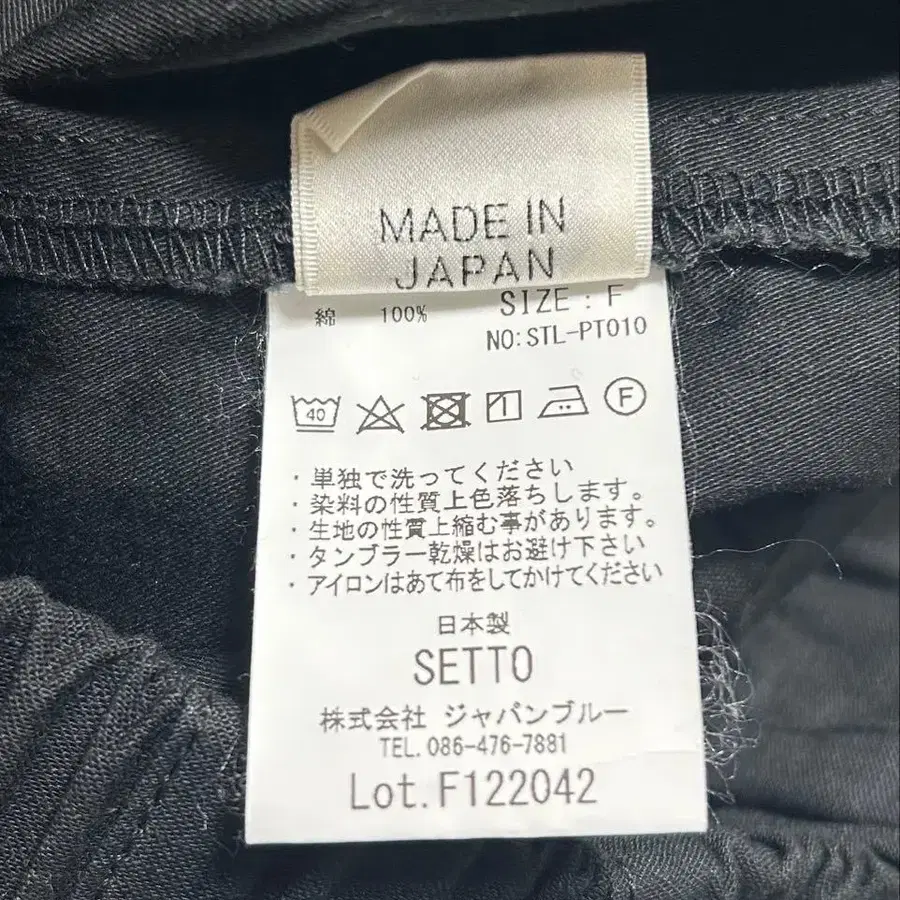 MADE IN
JAPAN
綿 100% SIZE : F
NO:STL-PT010
40 F
・単独で洗ってください
・染料の性質上色落ちします。
・生地の性質上縮む事があります。
・タンブラー乾燥はお避け下さい
・アイロンはあて布をしてかけてください
日本製
SETTO
株式会社 ジャパンブルー
TEL. 086-476-7881
Lot. F122042